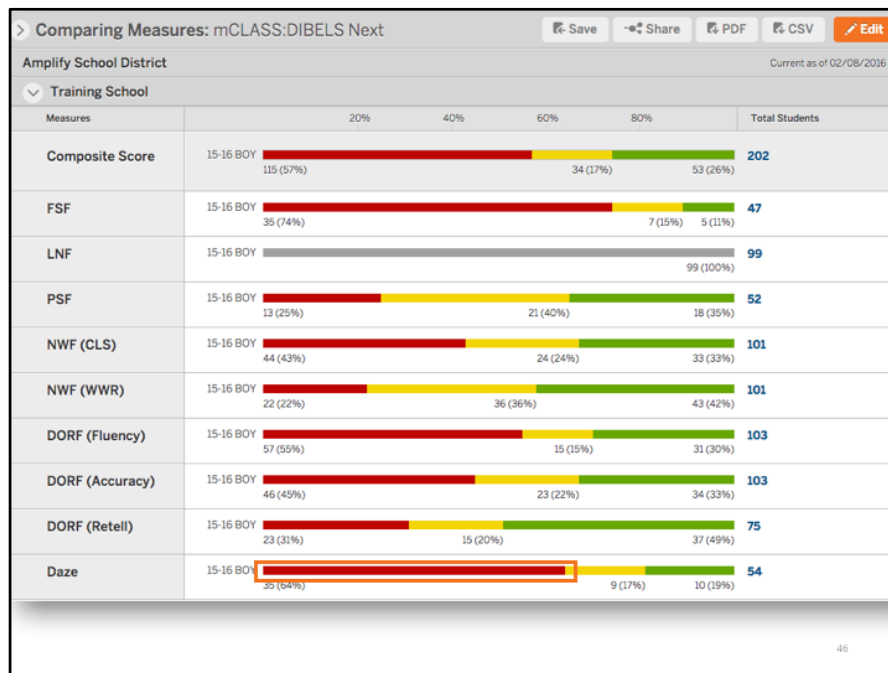 Comparing Measures: mCLASS:DIBELS Next Save Share PDF CSV Edit
Amplify School District Current as of 02/08/2016
Training School
Measures 20% 40% 60% 80% Total Students
Composite Score 15-16 BOY 202
115 (57%) 34 (17%) 53 (26%)
FSF 15-16 BOY 47
35 (74%) 7 (15%) 5 (11%)
LNF 15-16 BOY 99
99 (100%)
PSF 15-16 BOY 52
13 (25%) 21 (40%) 18 (35%)
NWF (CLS) 15-16 BOY 101
44 (43%) 24 (24%) 33 (33%)
NWF (WWR) 15-16 BOY 101
22 (22%) 36 (36%) 43 (42%)
DORF (Fluency) 15-16 BOY 103
57 (55%) 15 (15%) 31 (30%)
DORF (Accuracy) 15-16 BOY 103
46 (45%) 23 (22%) 34 (33%)
DORF (Retell) 15-16 BOY 75
23 (31%) 15 (20%) 37 (49%)
Daze 15-16 BOY 54
35 (64%) 9 (17%) 10 (19%)
46